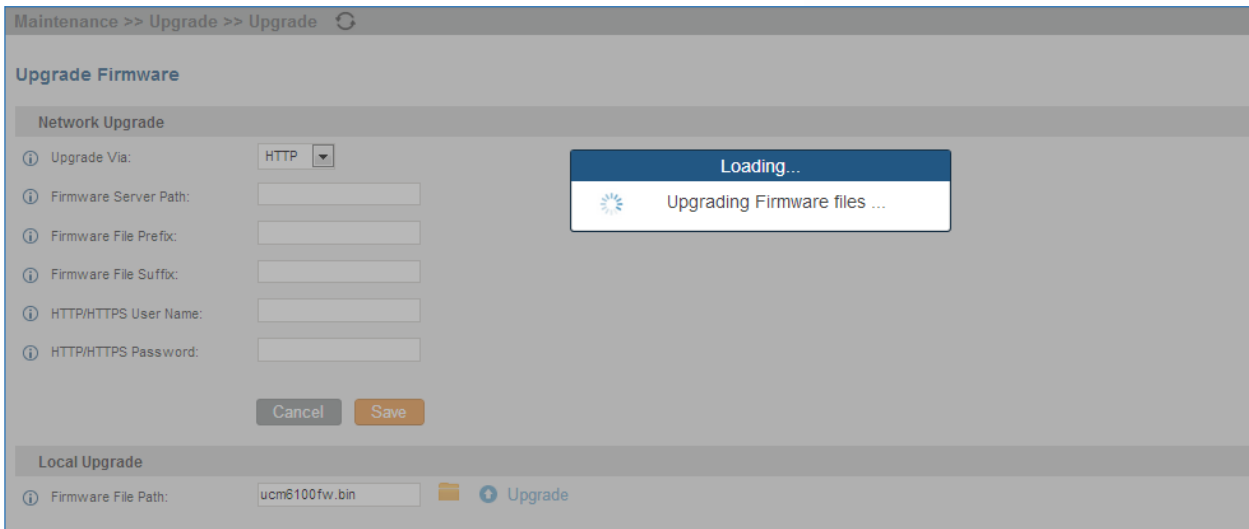 Maintenance >> Upgrade >> Upgrade
Upgrade Firmware
Network Upgrade
Upgrade Via: HTTP
Loading...
Firmware Server Path:
Upgrading Firmware files ...
Firmware File Prefix:
Firmware File Suffix:
HTTP/HTTPS User Name:
HTTP/HTTPS Password:
Cancel Save
Local Upgrade
Firmware File Path: ucm6100fw.bin Upgrade